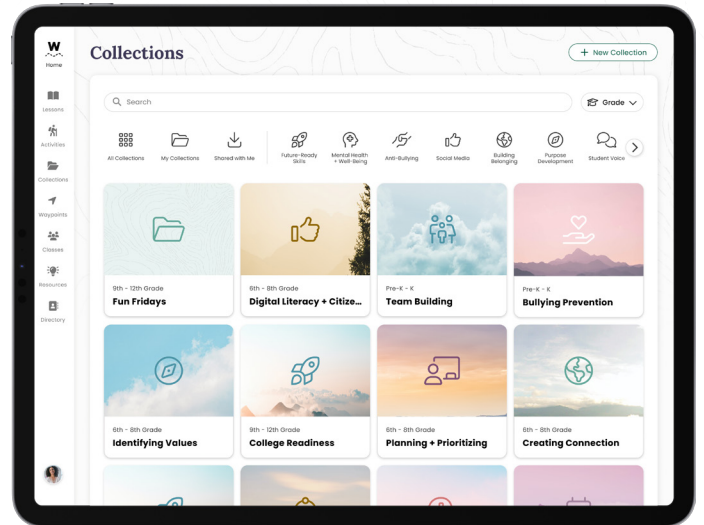 W
Home
Collections
+ New Collection
Search
Grade
Lessons
Activities
Collections
Waypoints
Classes
Resources
Directory
All Collections
My Collections
Shared with Me
Future-Ready
Skills
Mental Health
+ Well-Being
Anti-Bullying
Social Media
Building
Belonging
Purpose
Development
Student Voice
9th - 12th Grade
Fun Fridays
6th - 8th Grade
Digital Literacy + Citize...
Pre-K - K
Team Building
Pre-K - K
Bullying Prevention
6th - 8th Grade
Identifying Values
9th - 12th Grade
College Readiness
6th - 8th Grade
Planning + Prioritizing
6th - 8th Grade
Creating Connection